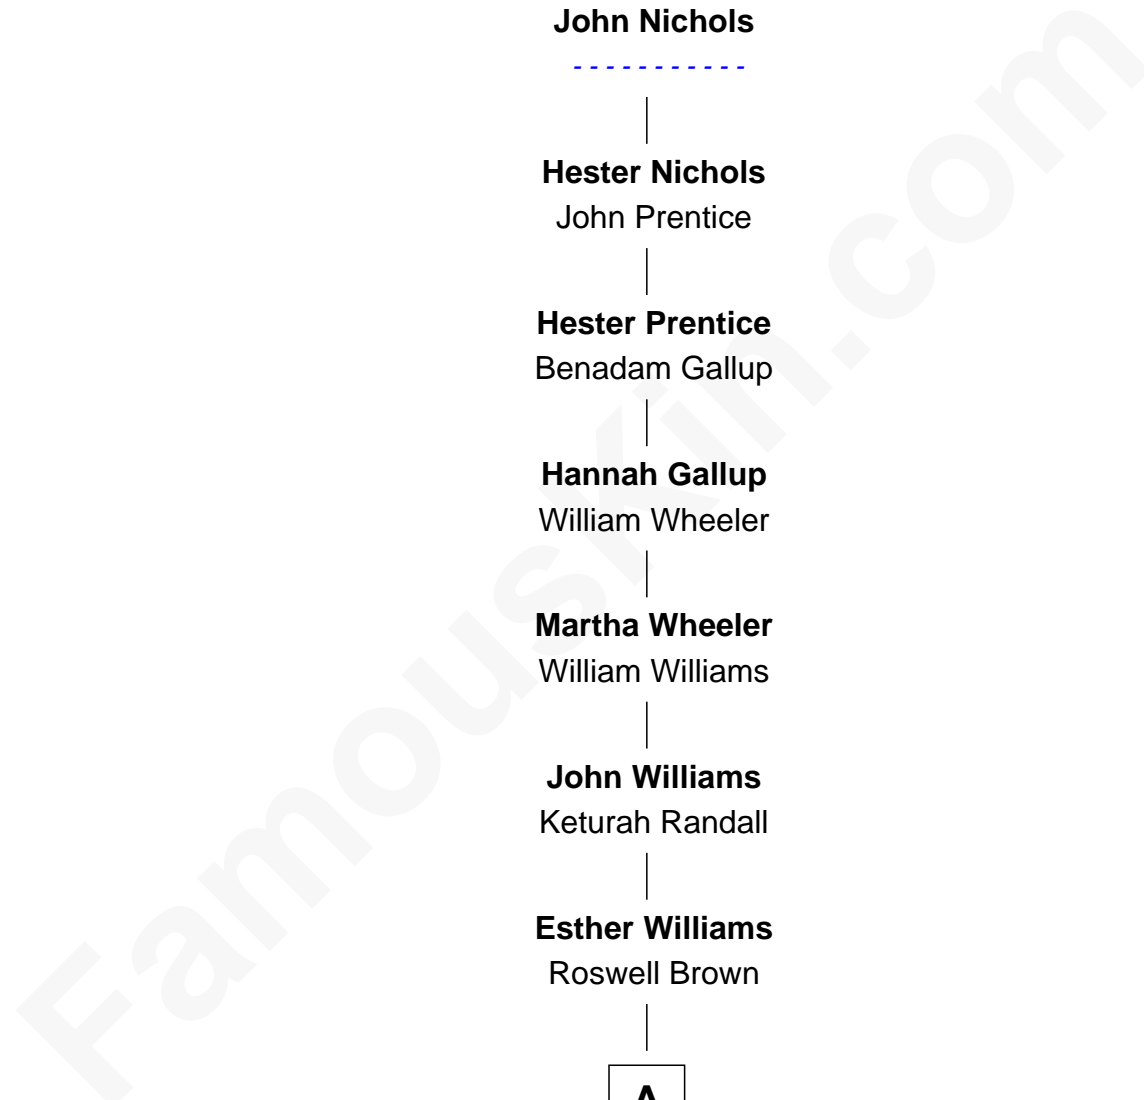 John Nichols
- - - - - - - - - - -
Hester Nichols
John Prentice
Hester Prentice
Benadam Gallup
Hannah Gallup
William Wheeler
Martha Wheeler
William Williams
John Williams
Keturah Randall
Esther Williams
Roswell Brown
A
FamousKin.com